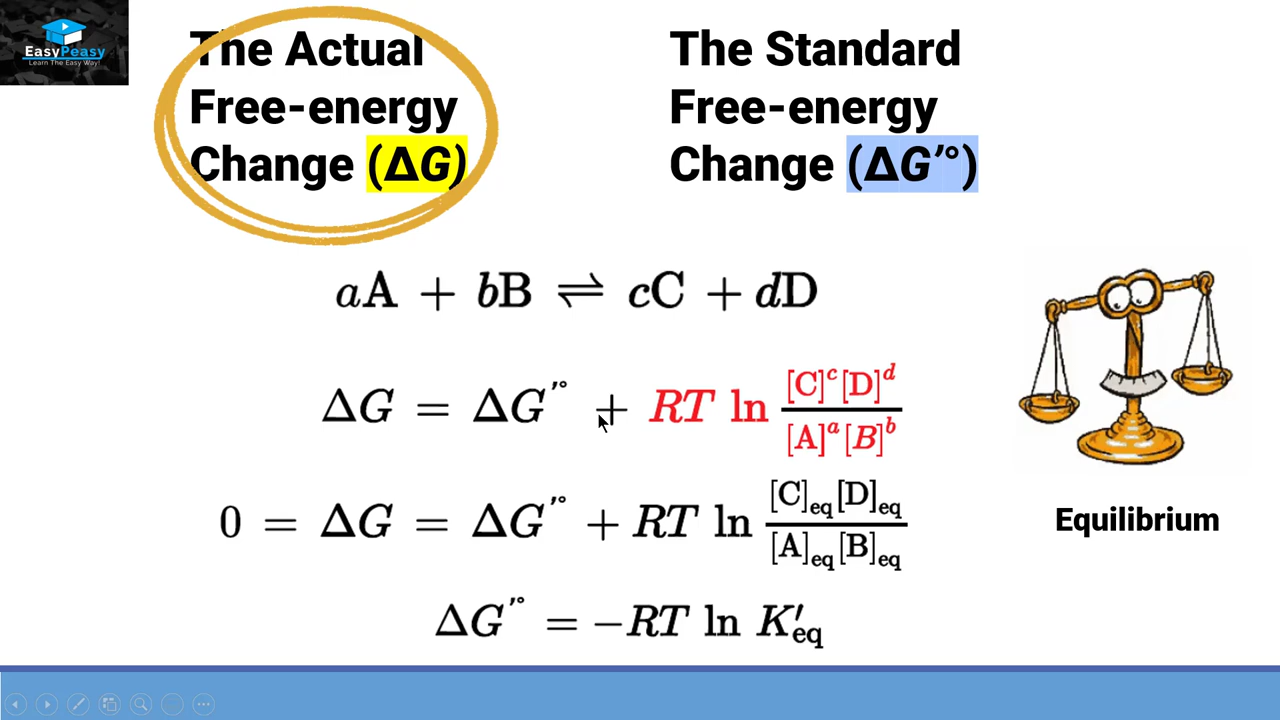 EasyPeasy
Learn The Easy Way!
The Actual
Free-energy
Change (ΔG)
The Standard
Free-energy
Change (ΔG’°)
aA + bB ⇌ cC + dD
ΔG = ΔG’° + RT ln [C]^c[D]^d / [A]^a[B]^b
0 = ΔG = ΔG’° + RT ln [C]eq[D]eq / [A]eq[B]eq
Equilibrium
ΔG’° = −RT ln K′eq